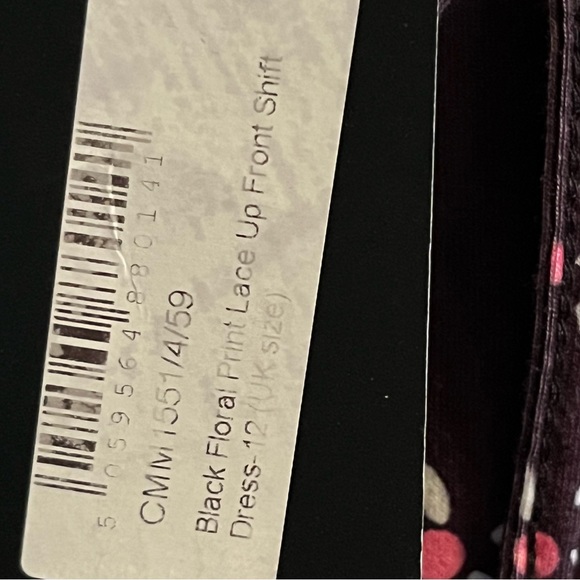 5 059564 880141
CMM1551/4/59
Black Floral Print Lace Up Front Shift
Dress- 12 (UK size)